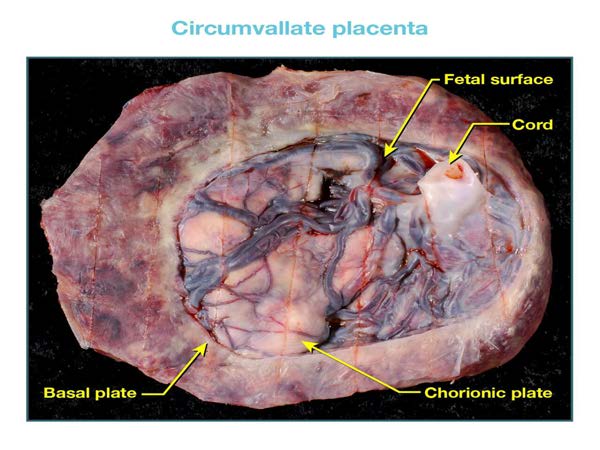 Circumvallate placenta
Fetal surface
Cord
Basal plate
Chorionic plate